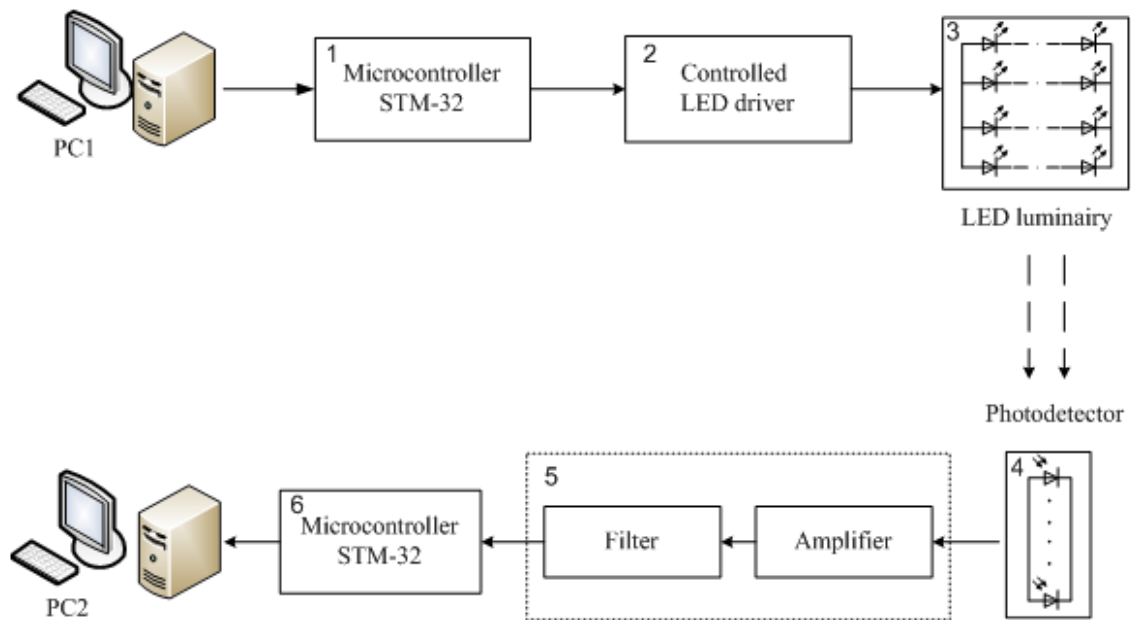 1
Microcontroller
STM-32
2
Controlled
LED driver
3
PC1
LED luminairy
Photodetector
4
5
Amplifier
Filter
6
Microcontroller
STM-32
PC2